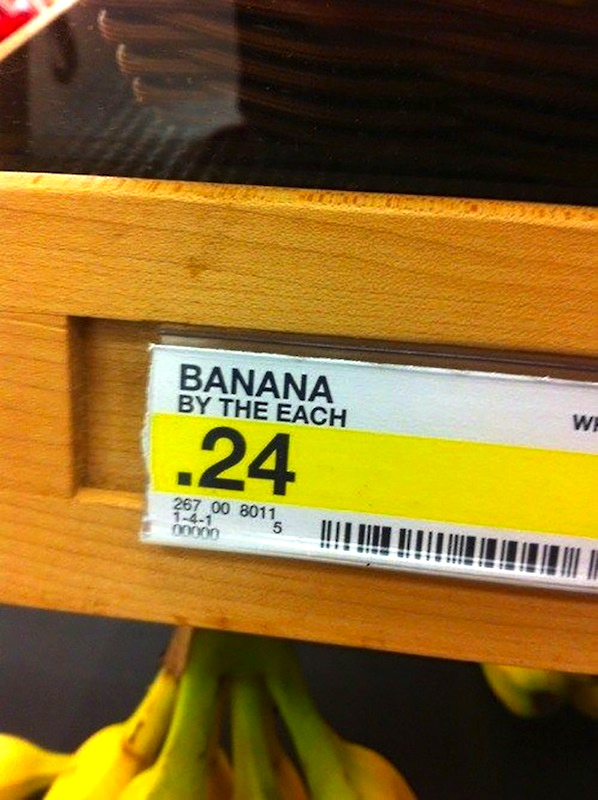 BANANA
BY THE EACH
.24
267 00 8011
1-4-1 5
00000